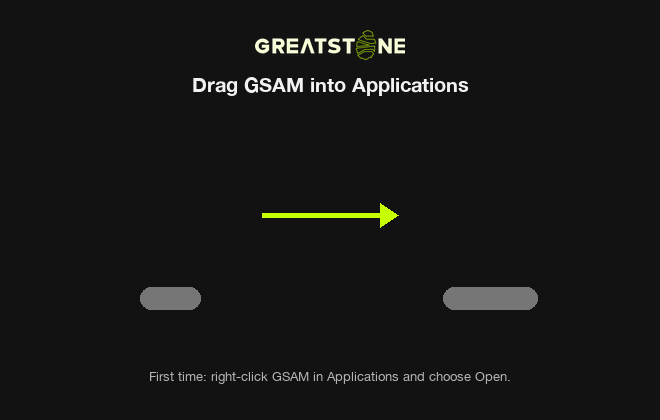 GREATSTONE
Drag GSAM into Applications
First time: right-click GSAM in Applications and choose Open.